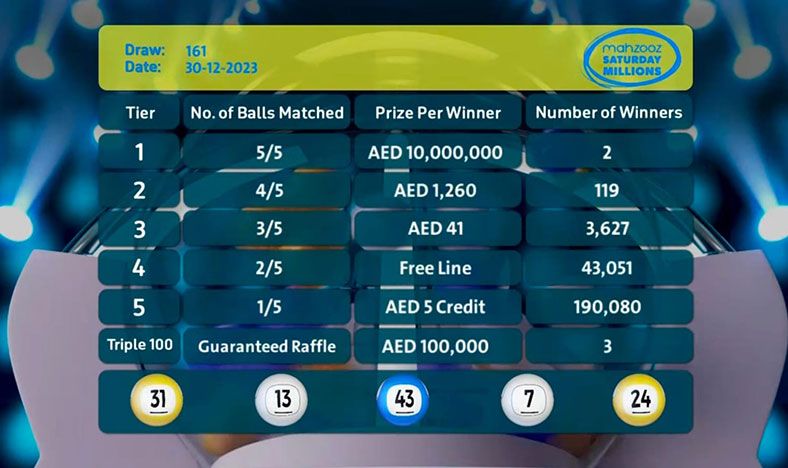 Draw: 161
Date: 30-12-2023
mahzooz
SATURDAY
MILLIONS
Tier No. of Balls Matched Prize Per Winner Number of Winners
1 5/5 AED 10,000,000 2
2 4/5 AED 1,260 119
3 3/5 AED 41 3,627
4 2/5 Free Line 43,051
5 1/5 AED 5 Credit 190,080
Triple 100 Guaranteed Raffle AED 100,000 3
31 13 43 7 24